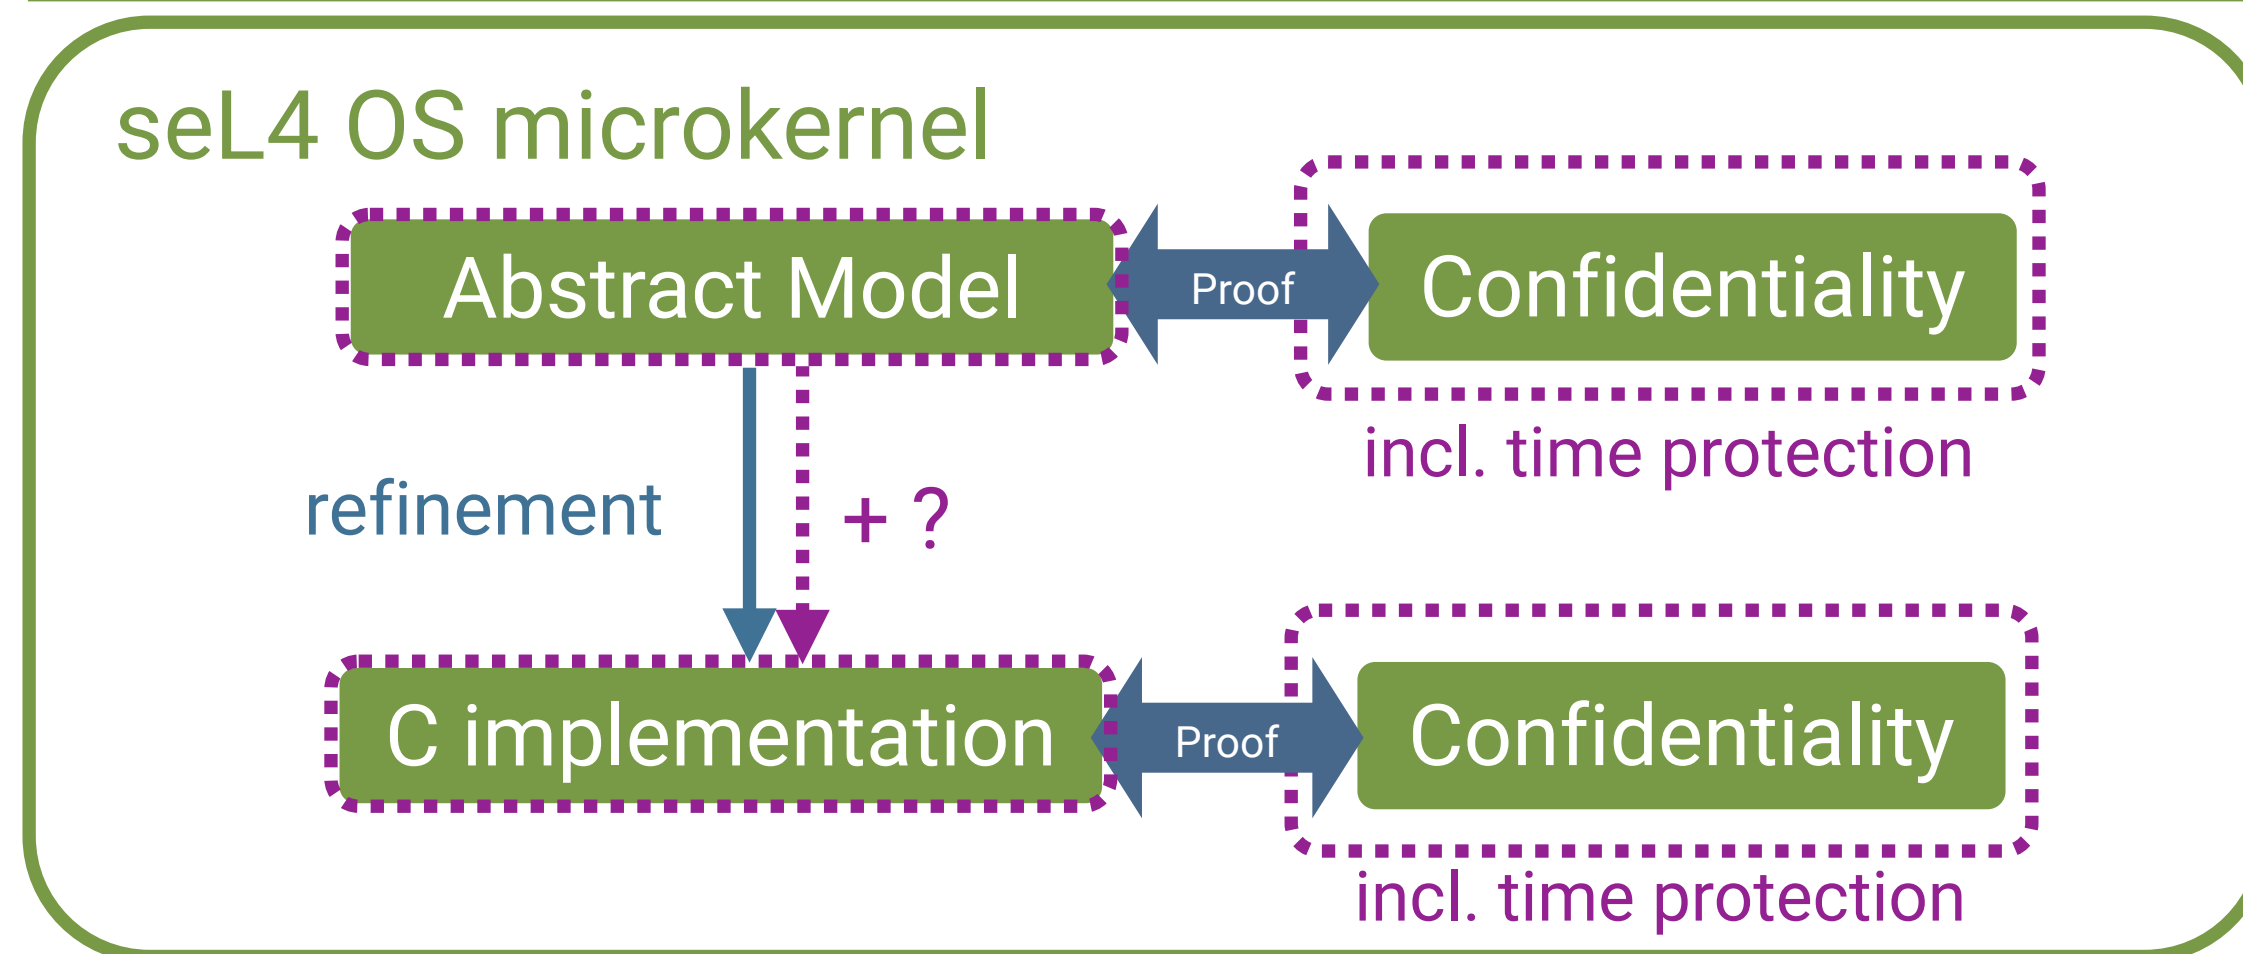 seL4 OS microkernel
Abstract Model
Proof
Confidentiality
incl. time protection
refinement
+ ?
C implementation
Proof
Confidentiality
incl. time protection